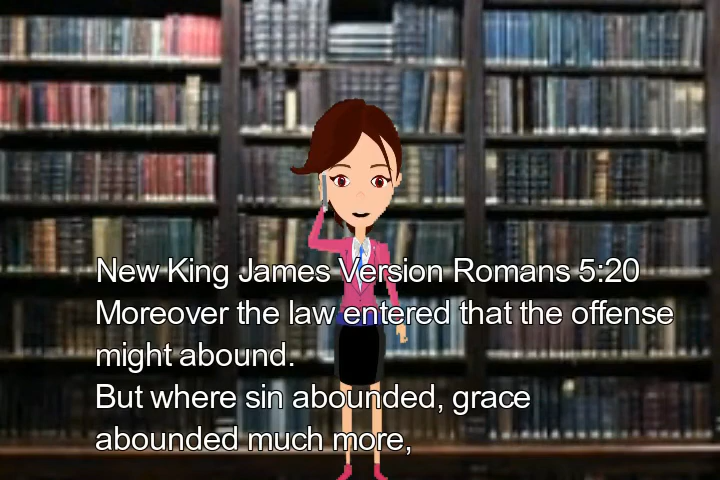 New King James Version Romans 5:20
Moreover the law entered that the offense
might abound.
But where sin abounded, grace
abounded much more,